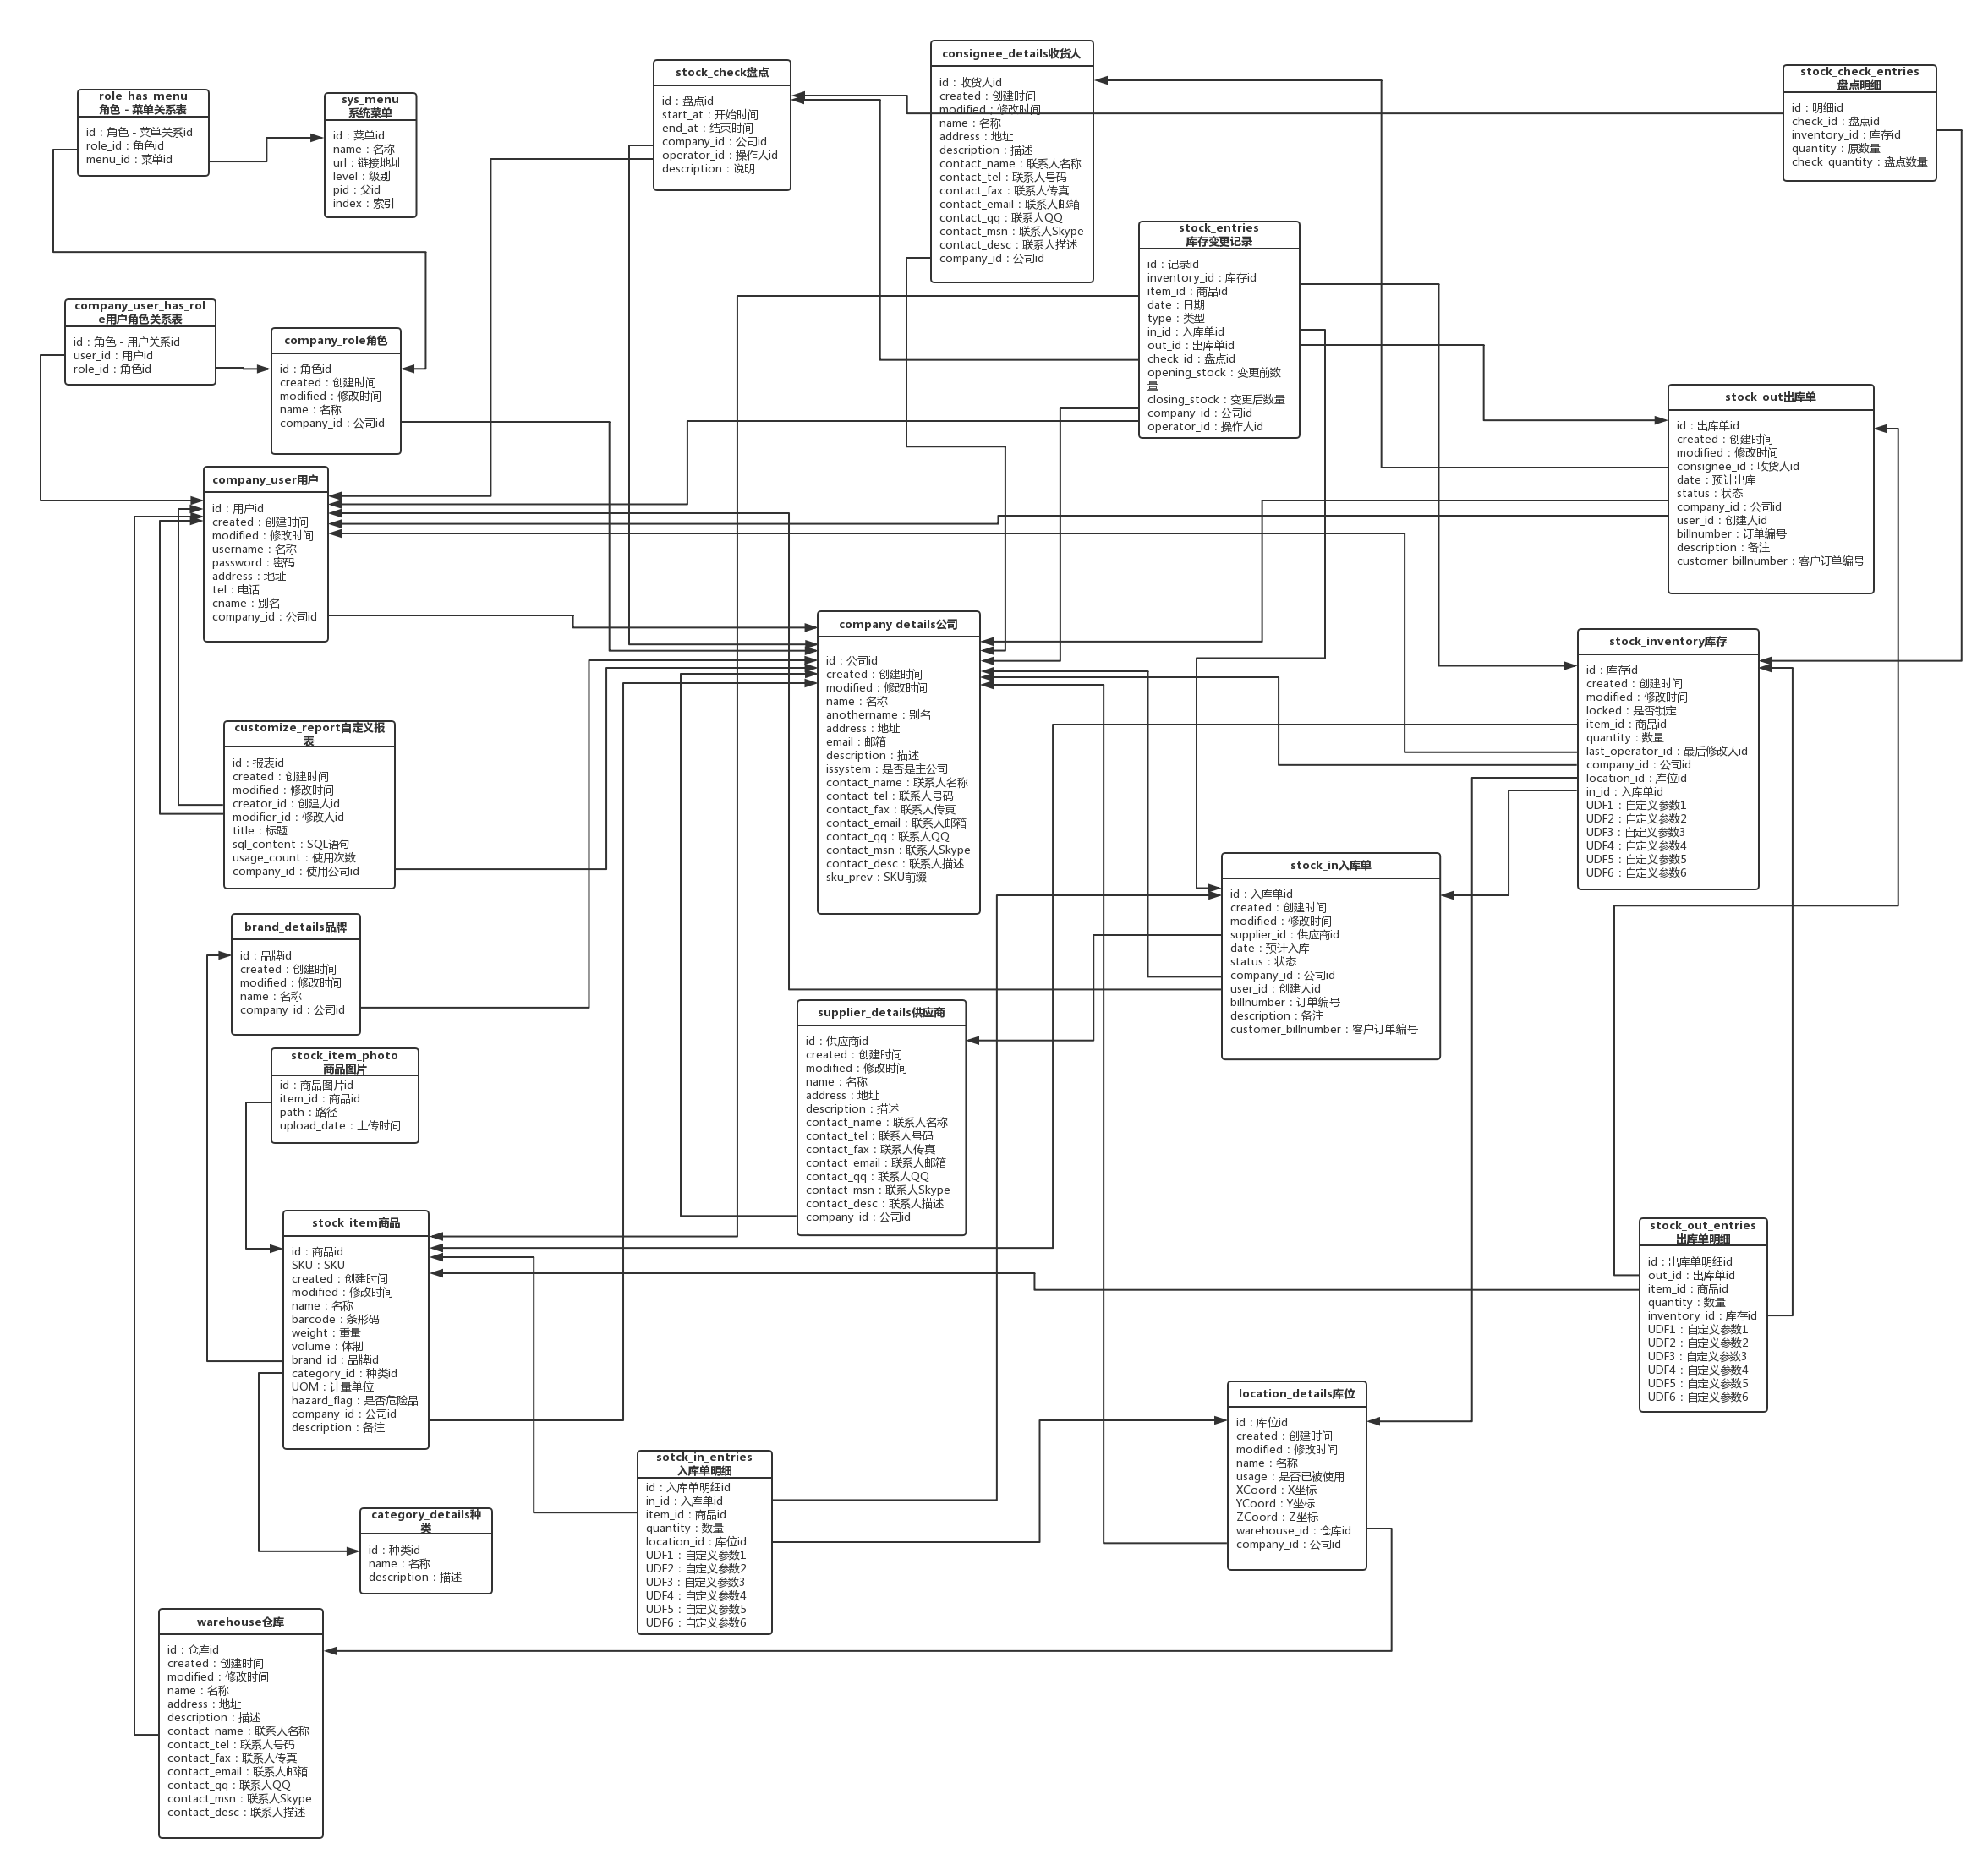 role_has_menu
角色 - 菜单关系表
id：角色 - 菜单关系id
role_id：角色id
menu_id：菜单id
sys_menu
系统菜单
id：菜单id
name：名称
url：链接地址
level：级别
pid：父id
index：索引
stock_check盘点
id：盘点id
start_at：开始时间
end_at：结束时间
company_id：公司id
operator_id：操作人id
description：说明
consignee_details收货人
id：收货人id
created：创建时间
modified：修改时间
name：名称
address：地址
description：描述
contact_name：联系人名称
contact_tel：联系人号码
contact_fax：联系人传真
contact_email：联系人邮箱
contact_qq：联系人QQ
contact_msn：联系人Skype
contact_desc：联系人描述
company_id：公司id
stock_check_entries
盘点明细
id：明细id
check_id：盘点id
inventory_id：库存id
quantity：原数量
check_quantity：盘点数量
stock_entries
库存变更记录
id：记录id
inventory_id：库存id
item_id：商品id
date：日期
type：类型
in_id：入库单id
out_id：出库单id
check_id：盘点id
opening_stock：变更前数
量
closing_stock：变更后数量
company_id：公司id
operator_id：操作人id
company_user_has_rol
e用户角色关系表
id：角色 - 用户关系id
user_id：用户id
role_id：角色id
company_role角色
id：角色id
created：创建时间
modified：修改时间
name：名称
company_id：公司id
stock_out出库单
id：出库单id
created：创建时间
modified：修改时间
consignee_id：收货人id
date：预计出库
status：状态
company_id：公司id
user_id：创建人id
billnumber：订单编号
description：备注
customer_billnumber：客户订单编号
company_user用户
id：用户id
created：创建时间
modified：修改时间
username：名称
password：密码
address：地址
tel：电话
cname：别名
company_id：公司id
company details公司
id：公司id
created：创建时间
modified：修改时间
name：名称
anothername：别名
address：地址
email：邮箱
description：描述
issystem：是否是主公司
contact_name：联系人名称
contact_tel：联系人号码
contact_fax：联系人传真
contact_email：联系人邮箱
contact_qq：联系人QQ
contact_msn：联系人Skype
contact_desc：联系人描述
sku_prev：SKU前缀
stock_inventory库存
id：库存id
created：创建时间
modified：修改时间
locked：是否锁定
item_id：商品id
quantity：数量
last_operator_id：最后修改人id
company_id：公司id
location_id：库位id
in_id：入库单id
UDF1：自定义参数1
UDF2：自定义参数2
UDF3：自定义参数3
UDF4：自定义参数4
UDF5：自定义参数5
UDF6：自定义参数6
customize_report自定义报
表
id：报表id
created：创建时间
modified：修改时间
creator_id：创建人id
modifier_id：修改人id
title：标题
sql_content：SQL语句
usage_count：使用次数
company_id：使用公司id
stock_in入库单
id：入库单id
created：创建时间
modified：修改时间
supplier_id：供应商id
date：预计入库
status：状态
company_id：公司id
user_id：创建人id
billnumber：订单编号
description：备注
customer_billnumber：客户订单编号
brand_details品牌
id：品牌id
created：创建时间
modified：修改时间
name：名称
company_id：公司id
supplier_details供应商
id：供应商id
created：创建时间
modified：修改时间
name：名称
address：地址
description：描述
contact_name：联系人名称
contact_tel：联系人号码
contact_fax：联系人传真
contact_email：联系人邮箱
contact_qq：联系人QQ
contact_msn：联系人Skype
contact_desc：联系人描述
company_id：公司id
stock_item_photo
商品图片
id：商品图片id
item_id：商品id
path：路径
upload_date：上传时间
stock_item商品
id：商品id
SKU：SKU
created：创建时间
modified：修改时间
name：名称
barcode：条形码
weight：重量
volume：体制
brand_id：品牌id
category_id：种类id
UOM：计量单位
hazard_flag：是否危险品
company_id：公司id
description：备注
stock_out_entries
出库单明细
id：出库单明细id
out_id：出库单id
item_id：商品id
quantity：数量
inventory_id：库存id
UDF1：自定义参数1
UDF2：自定义参数2
UDF3：自定义参数3
UDF4：自定义参数4
UDF5：自定义参数5
UDF6：自定义参数6
location_details库位
id：库位id
created：创建时间
modified：修改时间
name：名称
usage：是否已被使用
XCoord：X坐标
YCoord：Y坐标
ZCoord：Z坐标
warehouse_id：仓库id
company_id：公司id
sotck_in_entries
入库单明细
id：入库单明细id
in_id：入库单id
item_id：商品id
quantity：数量
location_id：库位id
UDF1：自定义参数1
UDF2：自定义参数2
UDF3：自定义参数3
UDF4：自定义参数4
UDF5：自定义参数5
UDF6：自定义参数6
category_details种
类
id：种类id
name：名称
description：描述
warehouse仓库
id：仓库id
created：创建时间
modified：修改时间
name：名称
address：地址
description：描述
contact_name：联系人名称
contact_tel：联系人号码
contact_fax：联系人传真
contact_email：联系人邮箱
contact_qq：联系人QQ
contact_msn：联系人Skype
contact_desc：联系人描述